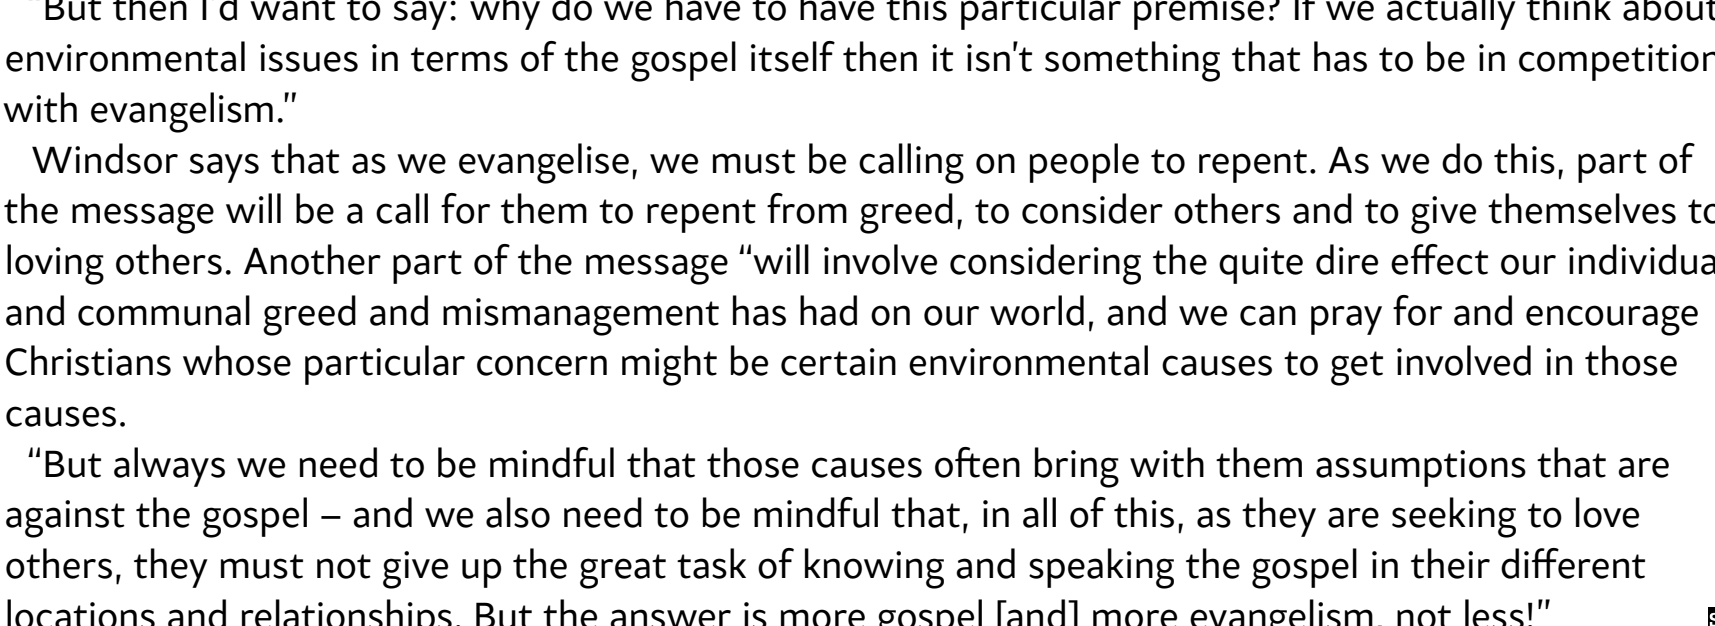 “But then I’d want to say: why do we have to have this particular premise? If we actually think about
environmental issues in terms of the gospel itself then it isn’t something that has to be in competition
with evangelism.”
Windsor says that as we evangelise, we must be calling on people to repent. As we do this, part of
the message will be a call for them to repent from greed, to consider others and to give themselves to
loving others. Another part of the message “will involve considering the quite dire effect our individua
and communal greed and mismanagement has had on our world, and we can pray for and encourage
Christians whose particular concern might be certain environmental causes to get involved in those
causes.
“But always we need to be mindful that those causes often bring with them assumptions that are
against the gospel – and we also need to be mindful that, in all of this, as they are seeking to love
others, they must not give up the great task of knowing and speaking the gospel in their different
locations and relationships. But the answer is more gospel [and] more evangelism, not less!”